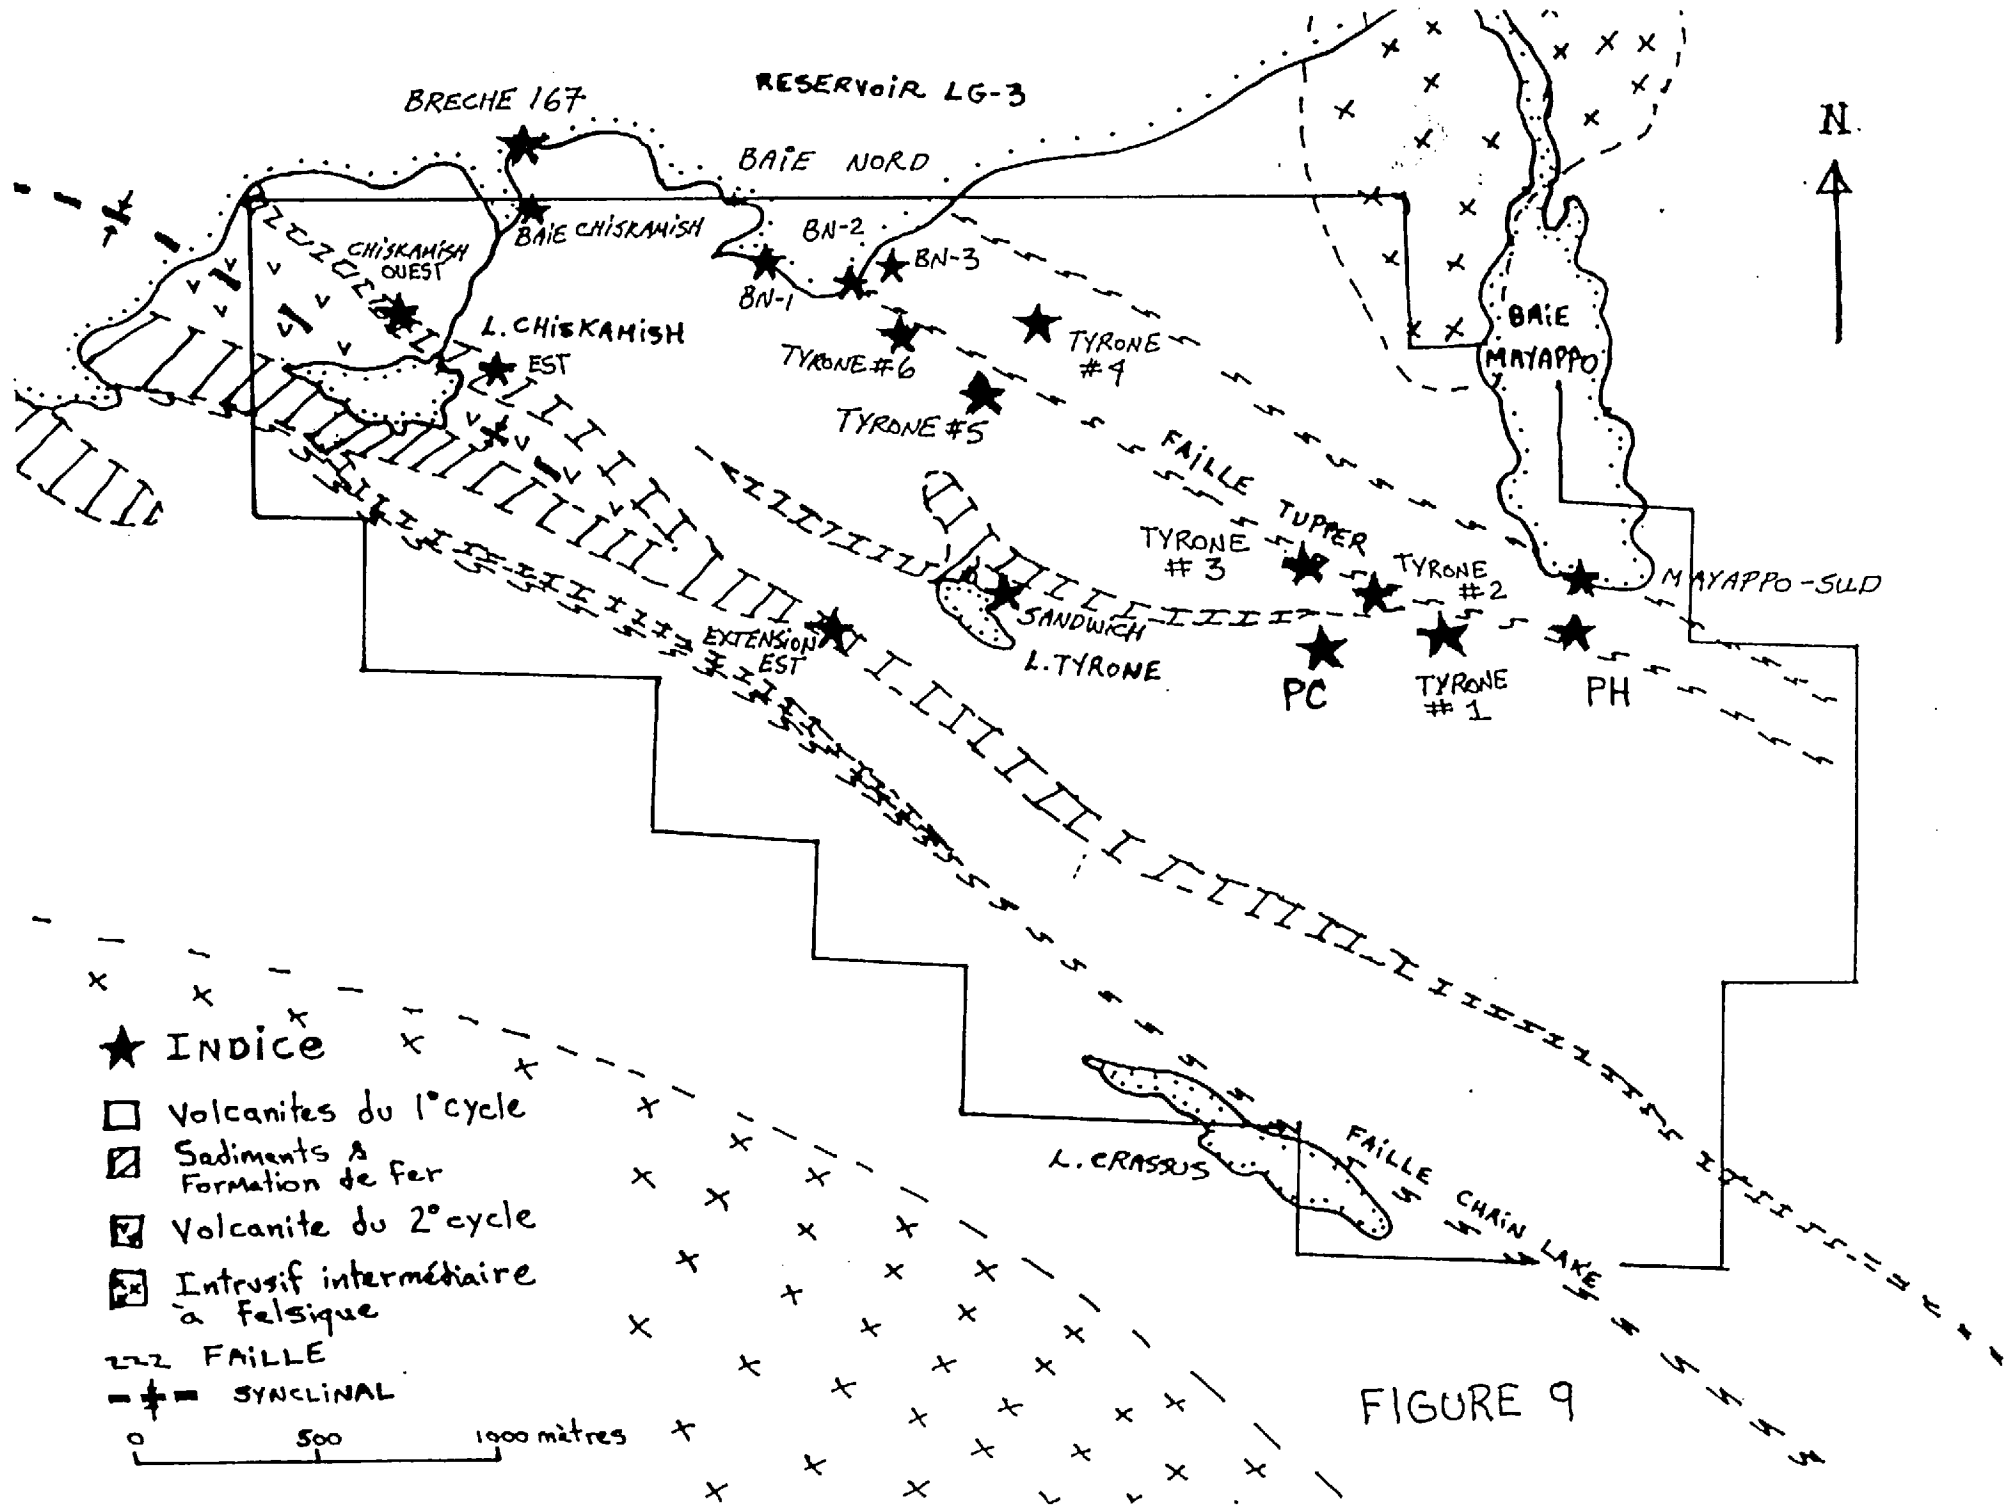 RESERVOIR LG-3
BRECHE 167
BAIE NORD
N
BAIE CHISKAMISH
CHISKAMISH
OUEST
BN-2
BN-3
BN-1
L. CHISKAMISH
EST
TYRONE #6
TYRONE
#4
TYRONE #5
BAIE
MAYAPPO
FAILLE TUPPER
TYRONE
#3
TYRONE
#2
MAYAPPO-SUD
SANDWICH
L. TYRONE
EXTENSION
EST
PC
TYRONE
#1
PH
INDICE
Volcanites du 1° cycle
Sediments &
Formation de fer
Volcanite du 2° cycle
Intrusif intermédiaire
à Felsique
FAILLE
SYNCLINAL
0 500 1000 mètres
L. CRASSUS
FAILLE CHAIN LAKE
FIGURE 9